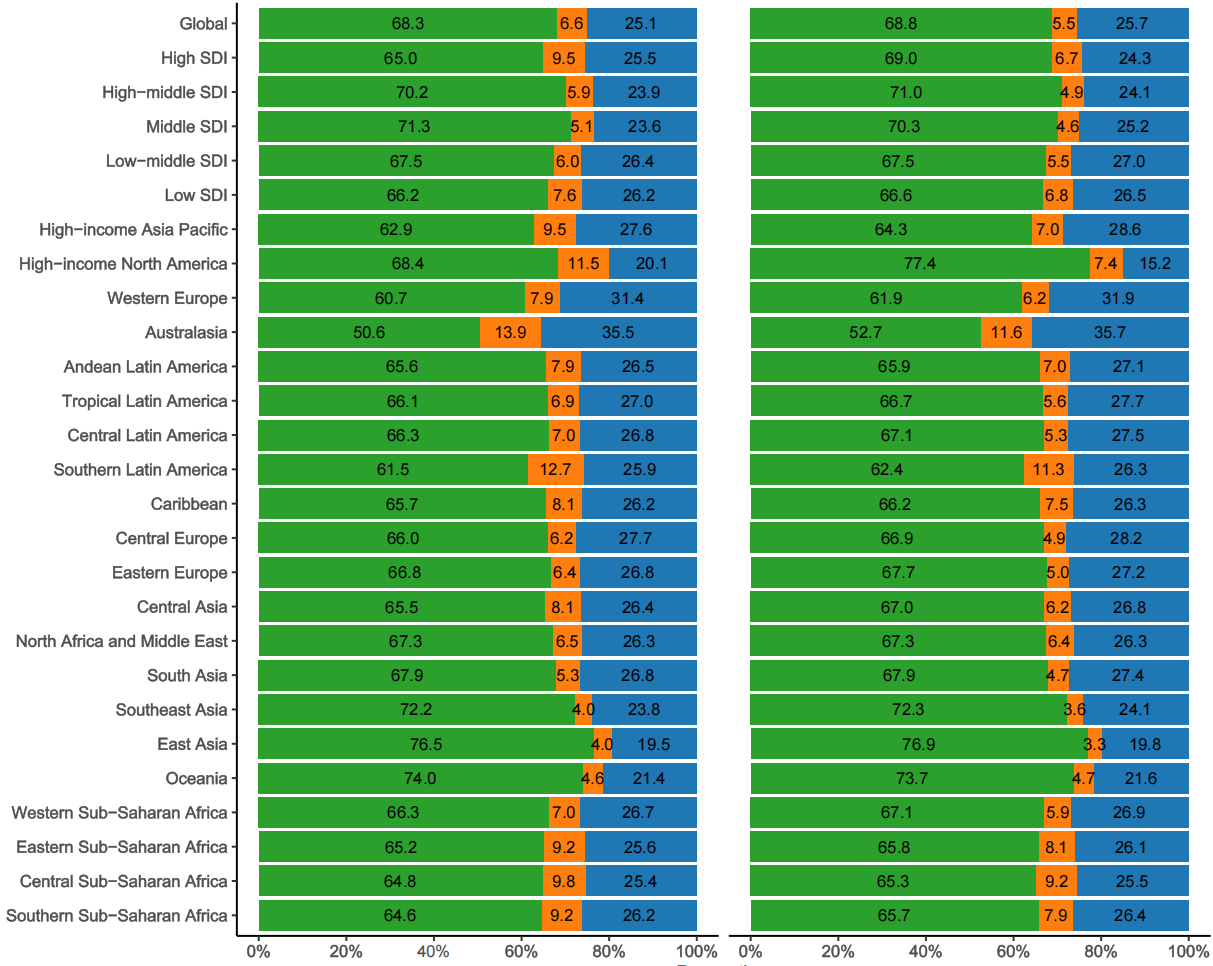 Global 68.3 6.6 25.1 68.8 5.5 25.7
High SDI 65.0 9.5 25.5 69.0 6.7 24.3
High−middle SDI 70.2 5.9 23.9 71.0 4.9 24.1
Middle SDI 71.3 5.1 23.6 70.3 4.6 25.2
Low−middle SDI 67.5 6.0 26.4 67.5 5.5 27.0
Low SDI 66.2 7.6 26.2 66.6 6.8 26.5
High−income Asia Pacific 62.9 9.5 27.6 64.3 7.0 28.6
High−income North America 68.4 11.5 20.1 77.4 7.4 15.2
Western Europe 60.7 7.9 31.4 61.9 6.2 31.9
Australasia 50.6 13.9 35.5 52.7 11.6 35.7
Andean Latin America 65.6 7.9 26.5 65.9 7.0 27.1
Tropical Latin America 66.1 6.9 27.0 66.7 5.6 27.7
Central Latin America 66.3 7.0 26.8 67.1 5.3 27.5
Southern Latin America 61.5 12.7 25.9 62.4 11.3 26.3
Caribbean 65.7 8.1 26.2 66.2 7.5 26.3
Central Europe 66.0 6.2 27.7 66.9 4.9 28.2
Eastern Europe 66.8 6.4 26.8 67.7 5.0 27.2
Central Asia 65.5 8.1 26.4 67.0 6.2 26.8
North Africa and Middle East 67.3 6.5 26.3 67.3 6.4 26.3
South Asia 67.9 5.3 26.8 67.9 4.7 27.4
Southeast Asia 72.2 4.0 23.8 72.3 3.6 24.1
East Asia 76.5 4.0 19.5 76.9 3.3 19.8
Oceania 74.0 4.6 21.4 73.7 4.7 21.6
Western Sub−Saharan Africa 66.3 7.0 26.7 67.1 5.9 26.9
Eastern Sub−Saharan Africa 65.2 9.2 25.6 65.8 8.1 26.1
Central Sub−Saharan Africa 64.8 9.8 25.4 65.3 9.2 25.5
Southern Sub−Saharan Africa 64.6 9.2 26.2 65.7 7.9 26.4
0% 20% 40% 60% 80% 100% 0% 20% 40% 60% 80% 100%